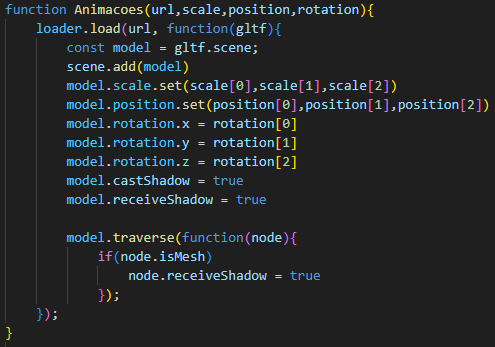 function Animacoes(url,scale,position,rotation){
loader.load(url, function(gltf){
const model = gltf.scene;
scene.add(model)
model.scale.set(scale[0],scale[1],scale[2])
model.position.set(position[0],position[1],position[2])
model.rotation.x = rotation[0]
model.rotation.y = rotation[1]
model.rotation.z = rotation[2]
model.castShadow = true
model.receiveShadow = true
model.traverse(function(node){
if(node.isMesh)
node.receiveShadow = true
});
});
}